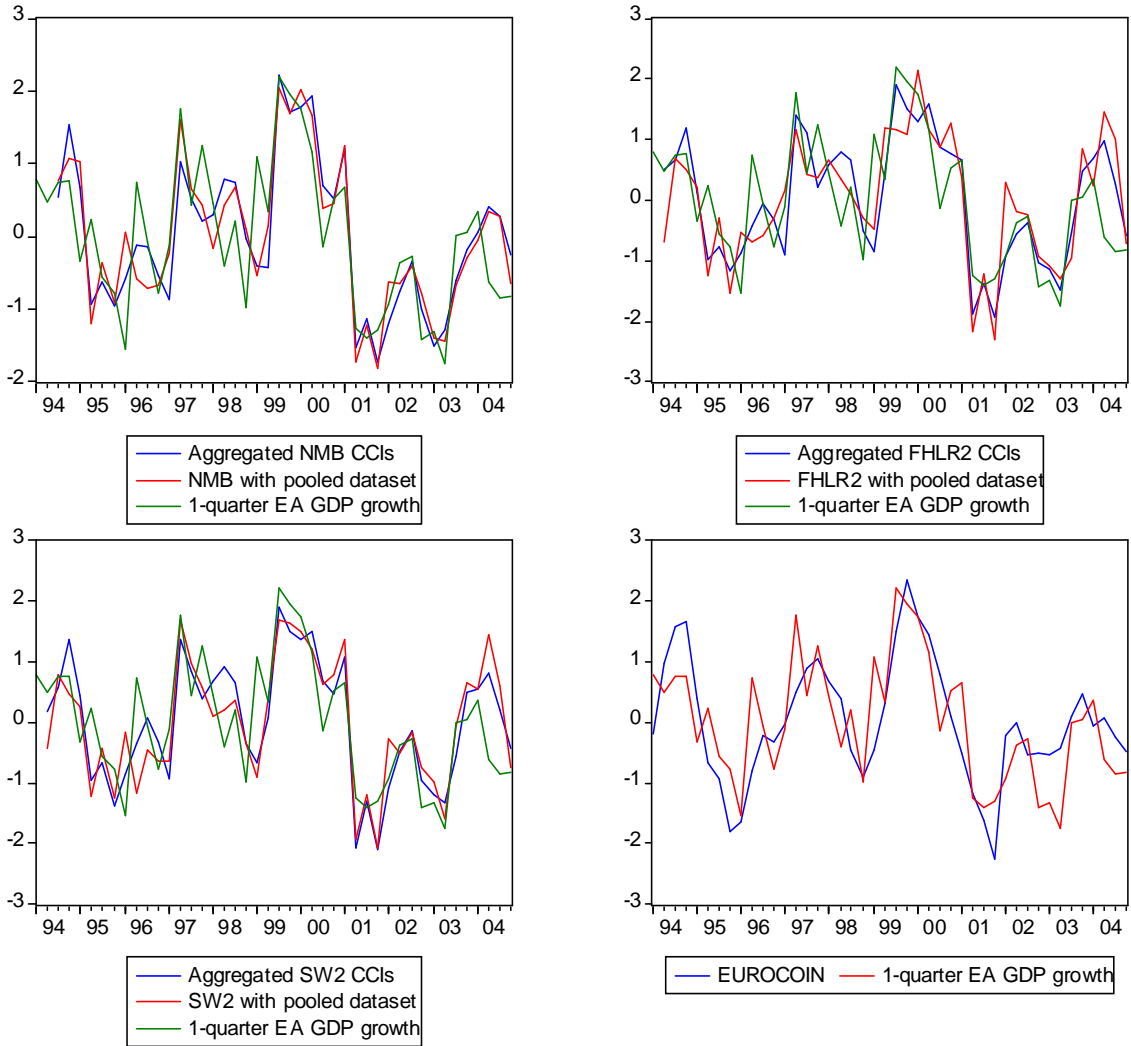 3
2
1
0
-1
-2
94 95 96 97 98 99 00 01 02 03 04
Aggregated NMB CCIs
NMB with pooled dataset
1-quarter EA GDP growth
3
2
1
0
-1
-2
-3
94 95 96 97 98 99 00 01 02 03 04
Aggregated FHLR2 CCIs
FHLR2 with pooled dataset
1-quarter EA GDP growth
3
2
1
0
-1
-2
-3
94 95 96 97 98 99 00 01 02 03 04
Aggregated SW2 CCIs
SW2 with pooled dataset
1-quarter EA GDP growth
3
2
1
0
-1
-2
-3
94 95 96 97 98 99 00 01 02 03 04
EUROCOIN 1-quarter EA GDP growth